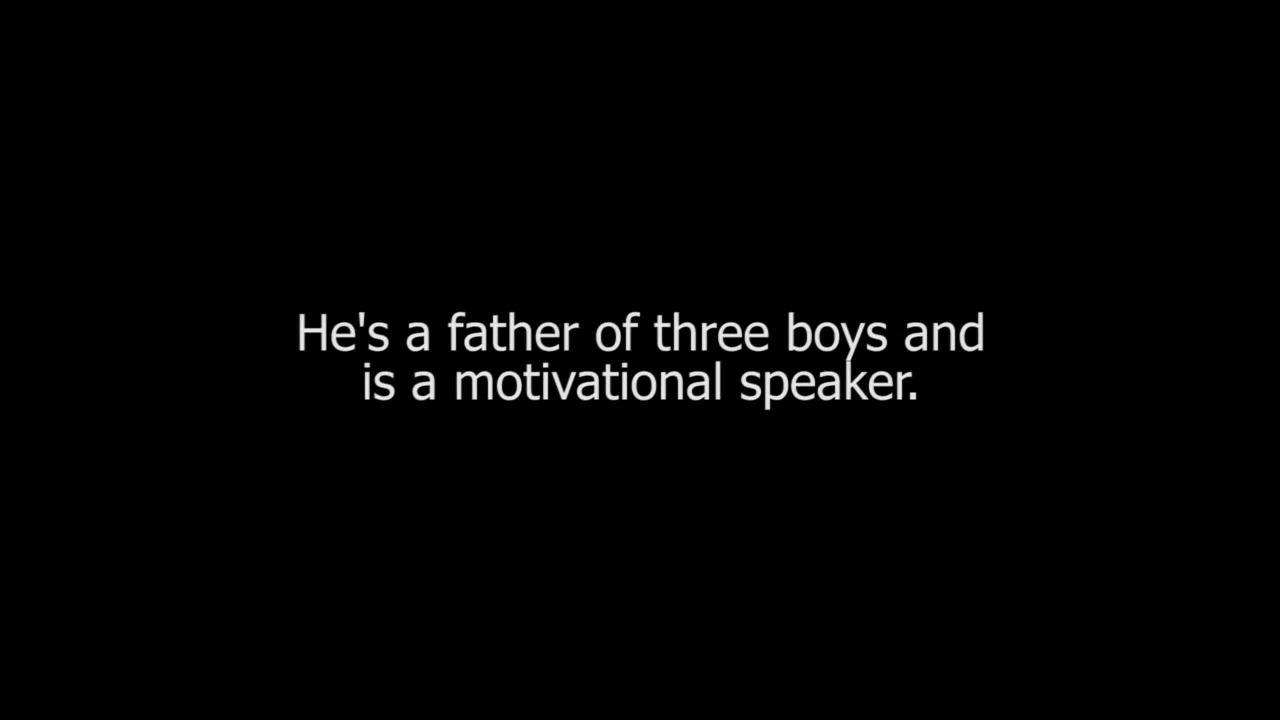 He's a father of three boys and
is a motivational speaker.